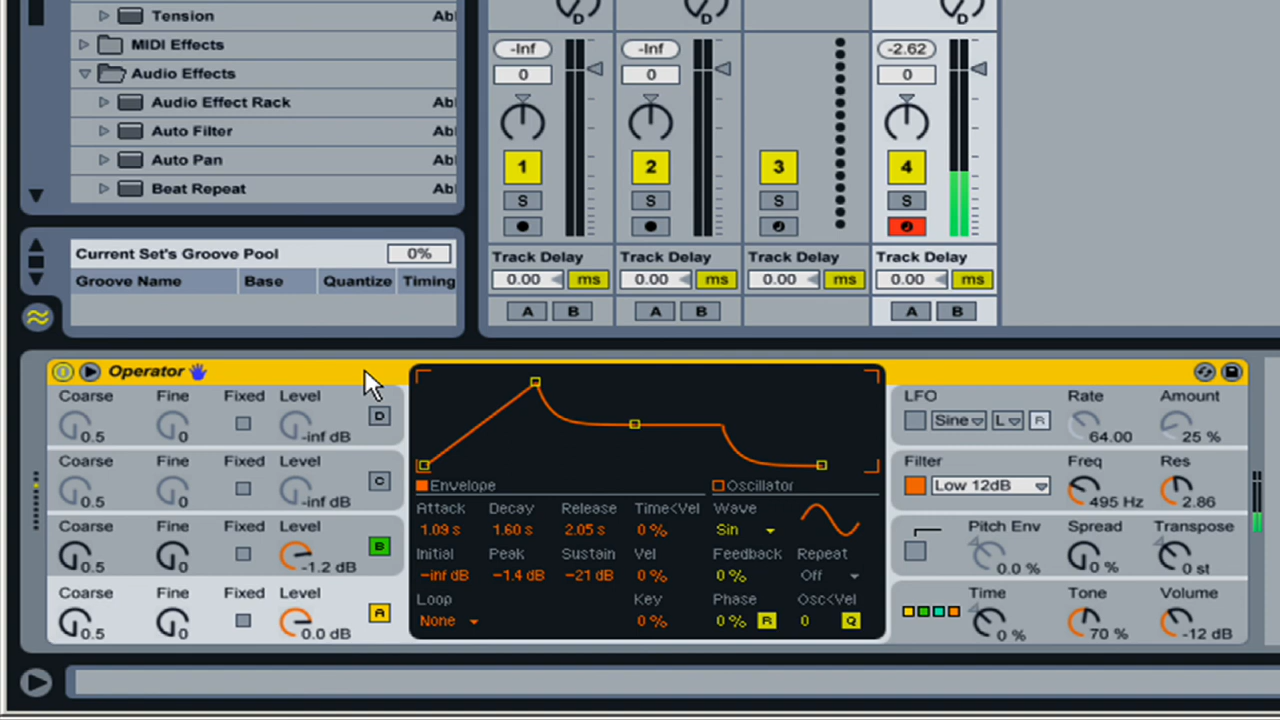 Tension Abl
MIDI Effects
Audio Effects
Audio Effect Rack Abl
Auto Filter Abl
Auto Pan Abl
Beat Repeat Abl
Current Set's Groove Pool 0%
Groove Name Base Quantize Timing
D D D
-Inf -Inf -2.62
0 0 0
1 2 3 4
S S S S
Track Delay Track Delay Track Delay Track Delay
0.00 ms 0.00 ms 0.00 ms 0.00 ms
A B A B A B
Operator
Coarse Fine Fixed Level
0.5 0 -inf dB D
Coarse Fine Fixed Level
0.5 0 -inf dB C
Coarse Fine Fixed Level
0.5 0 -1.2 dB B
Coarse Fine Fixed Level
0.5 0 0.0 dB A
Envelope Oscillator
Attack Decay Release Time<Vel Wave
1.09 s 1.60 s 2.05 s 0 % Sin
Initial Peak Sustain Vel Feedback Repeat
-inf dB -1.4 dB -21 dB 0 % 0 % Off
Loop Key Phase Osc<Vel
None 0 % 0 % R 0 Q
LFO Rate Amount
Sine L R 64.00 25 %
Filter Freq Res
Low 12dB 495 Hz 2.86
Pitch Env Spread Transpose
0.0 % 0 % 0 st
Time Tone Volume
0 % 70 % -12 dB